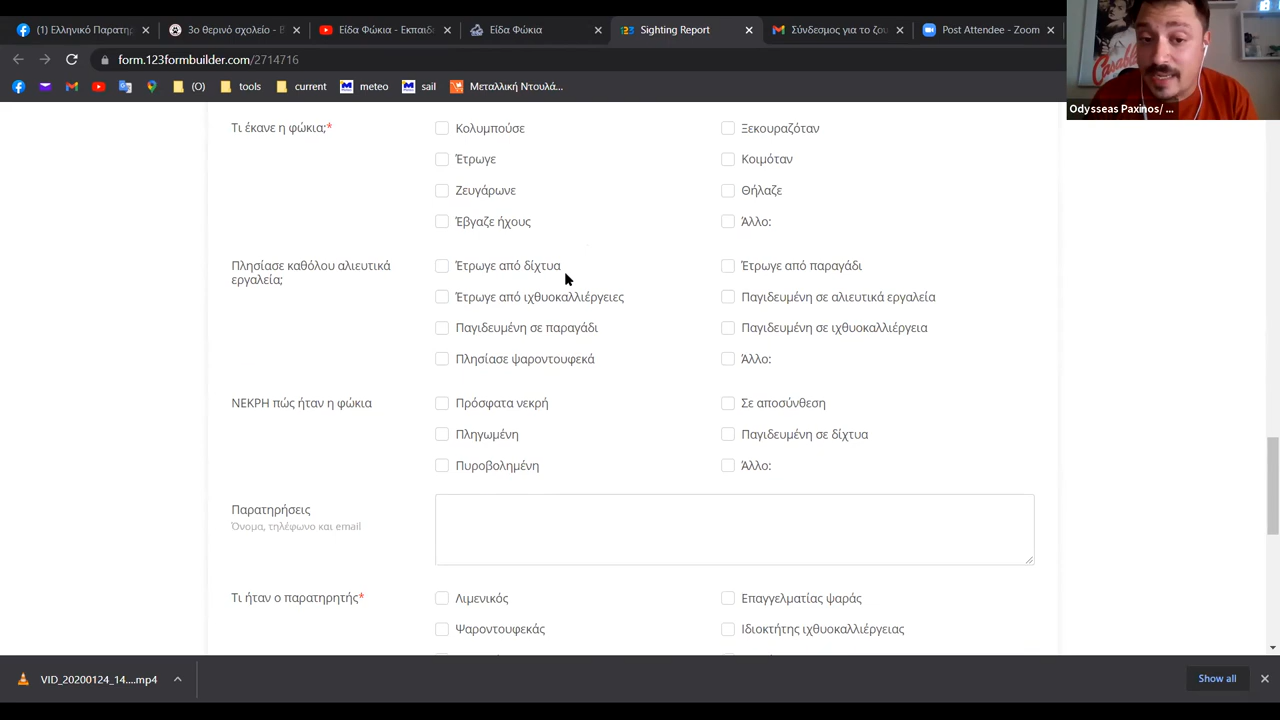 (1) Ελληνικό Παρατηρ
3ο θερινό σχολείο - Β
Είδα Φώκια - Εκπαιδ
Είδα Φώκια
Sighting Report
Σύνδεσμος για το ζου
Post Attendee - Zoom
form.123formbuilder.com/2714716
(O)
tools
current
meteo
sail
Μεταλλική Ντουλά...
Odysseas Paxinos/ ...
Τι έκανε η φώκια;*
Κολυμπούσε
Ξεκουραζόταν
Έτρωγε
Κοιμόταν
Ζευγάρωνε
Θήλαζε
Έβγαζε ήχους
Άλλο:
Πλησίασε καθόλου αλιευτικά
εργαλεία;
Έτρωγε από δίχτυα
Έτρωγε από παραγάδι
Έτρωγε από ιχθυοκαλλιέργειες
Παγιδευμένη σε αλιευτικά εργαλεία
Παγιδευμένη σε παραγάδι
Παγιδευμένη σε ιχθυοκαλλιέργεια
Πλησίασε ψαροντουφεκά
Άλλο:
ΝΕΚΡΗ πώς ήταν η φώκια
Πρόσφατα νεκρή
Σε αποσύνθεση
Πληγωμένη
Παγιδευμένη σε δίχτυα
Πυροβολημένη
Άλλο:
Παρατηρήσεις
Όνομα, τηλέφωνο και email
Τι ήταν ο παρατηρητής*
Λιμενικός
Επαγγελματίας ψαράς
Ψαροντουφεκάς
Ιδιοκτήτης ιχθυοκαλλιέργειας
VID_20200124_14....mp4
Show all